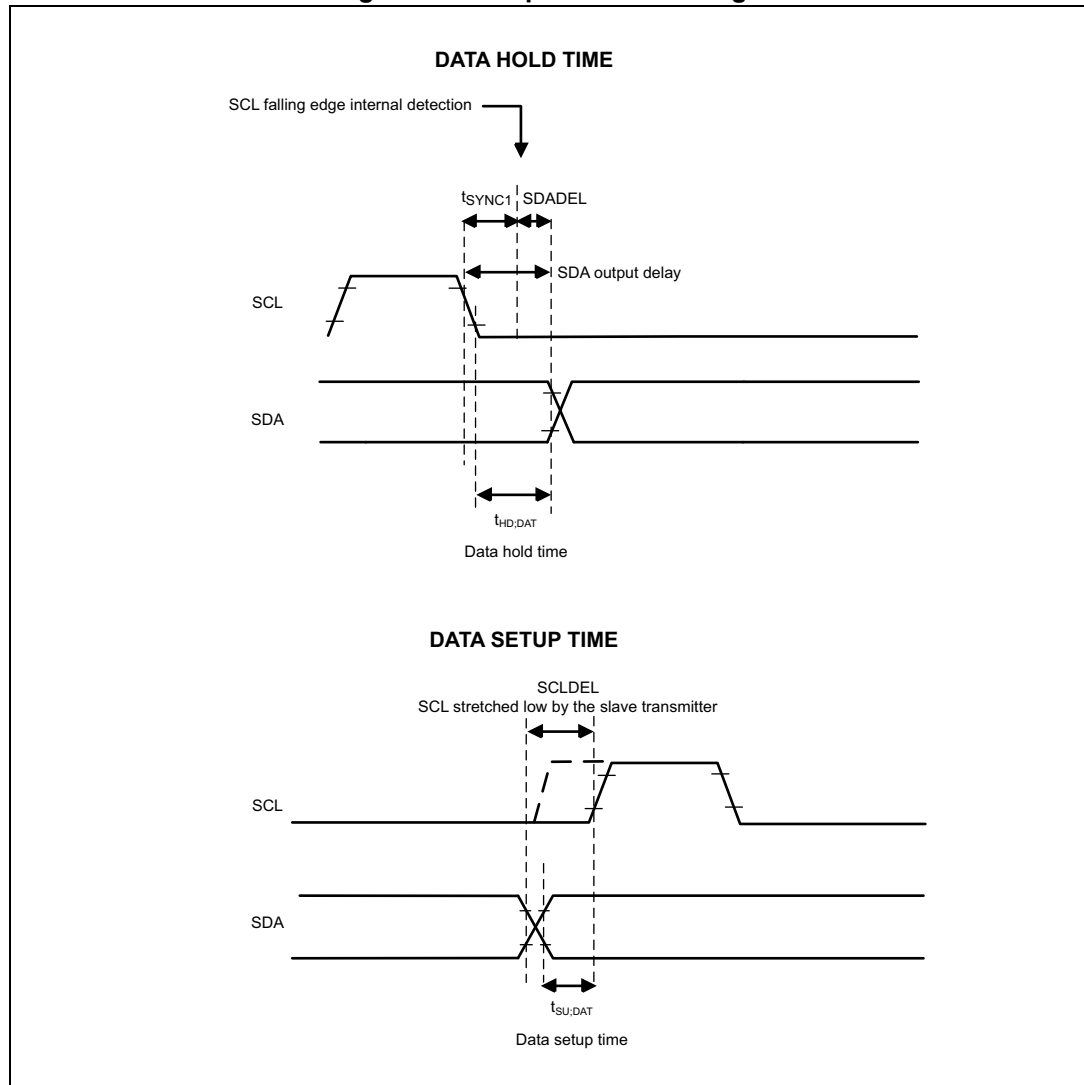 DATA HOLD TIME
SCL falling edge internal detection
tSYNC1 SDADEL
SDA output delay
SCL
SDA
tHD;DAT
Data hold time
DATA SETUP TIME
SCLDEL
SCL stretched low by the slave transmitter
SCL
SDA
tSU;DAT
Data setup time